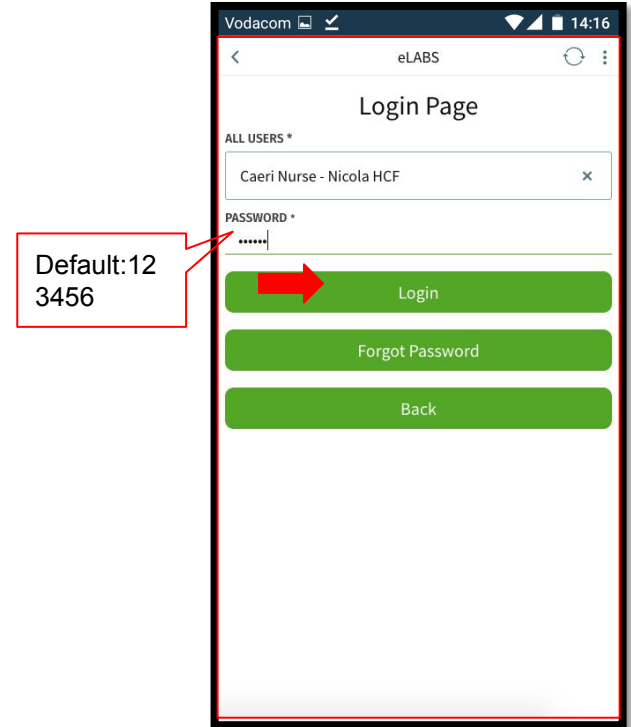 Vodacom 14:16
eLABS
Login Page
ALL USERS *
Caeri Nurse - Nicola HCF ×
PASSWORD *
••••••
Default:12
3456
Login
Forgot Password
Back